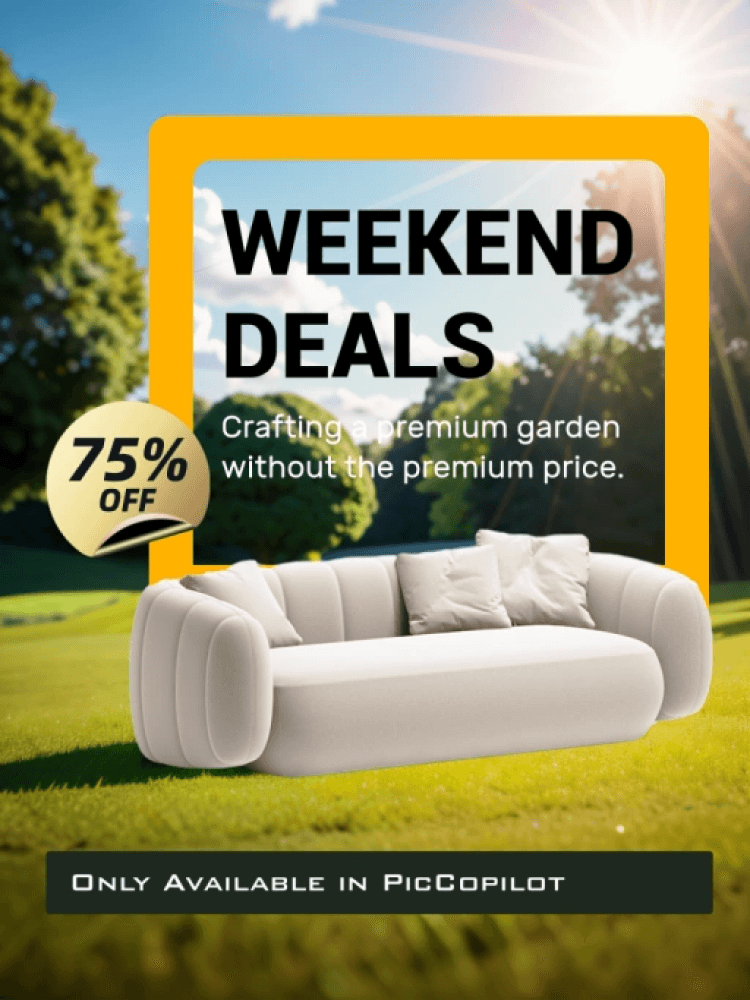 WEEKEND
DEALS
Crafting a premium garden
without the premium price.
75%
OFF
Only Available in PicCopilot